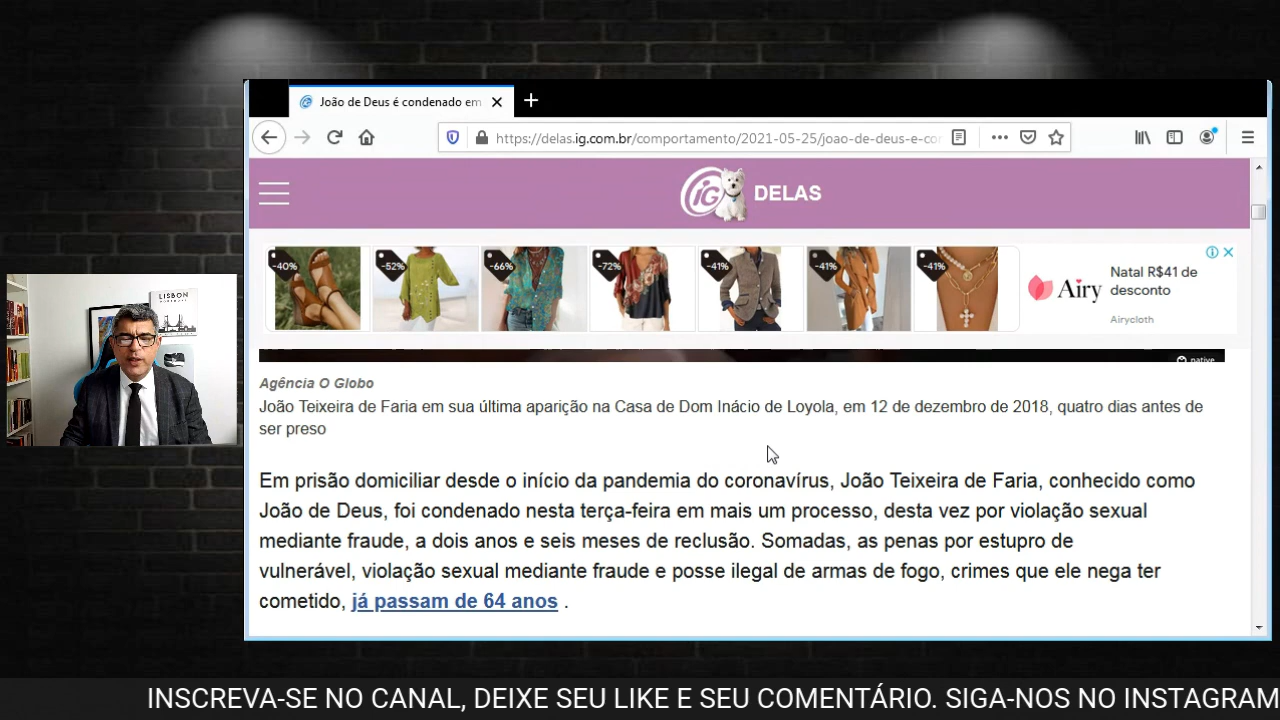 João de Deus é condenado em
https://delas.ig.com.br/comportamento/2021-05-25/joao-de-deus-e-co
iG DELAS
-40%
-52%
-66%
-72%
-41%
-41%
-41%
Airy
Natal R$41 de
desconto
Airycloth
LISBON
native
Agência O Globo
João Teixeira de Faria em sua última aparição na Casa de Dom Inácio de Loyola, em 12 de dezembro de 2018, quatro dias antes de
ser preso
Em prisão domiciliar desde o início da pandemia do coronavírus, João Teixeira de Faria, conhecido como
João de Deus, foi condenado nesta terça-feira em mais um processo, desta vez por violação sexual
mediante fraude, a dois anos e seis meses de reclusão. Somadas, as penas por estupro de
vulnerável, violação sexual mediante fraude e posse ilegal de armas de fogo, crimes que ele nega ter
cometido, já passam de 64 anos .
INSCREVA-SE NO CANAL, DEIXE SEU LIKE E SEU COMENTÁRIO. SIGA-NOS NO INSTAGRAM